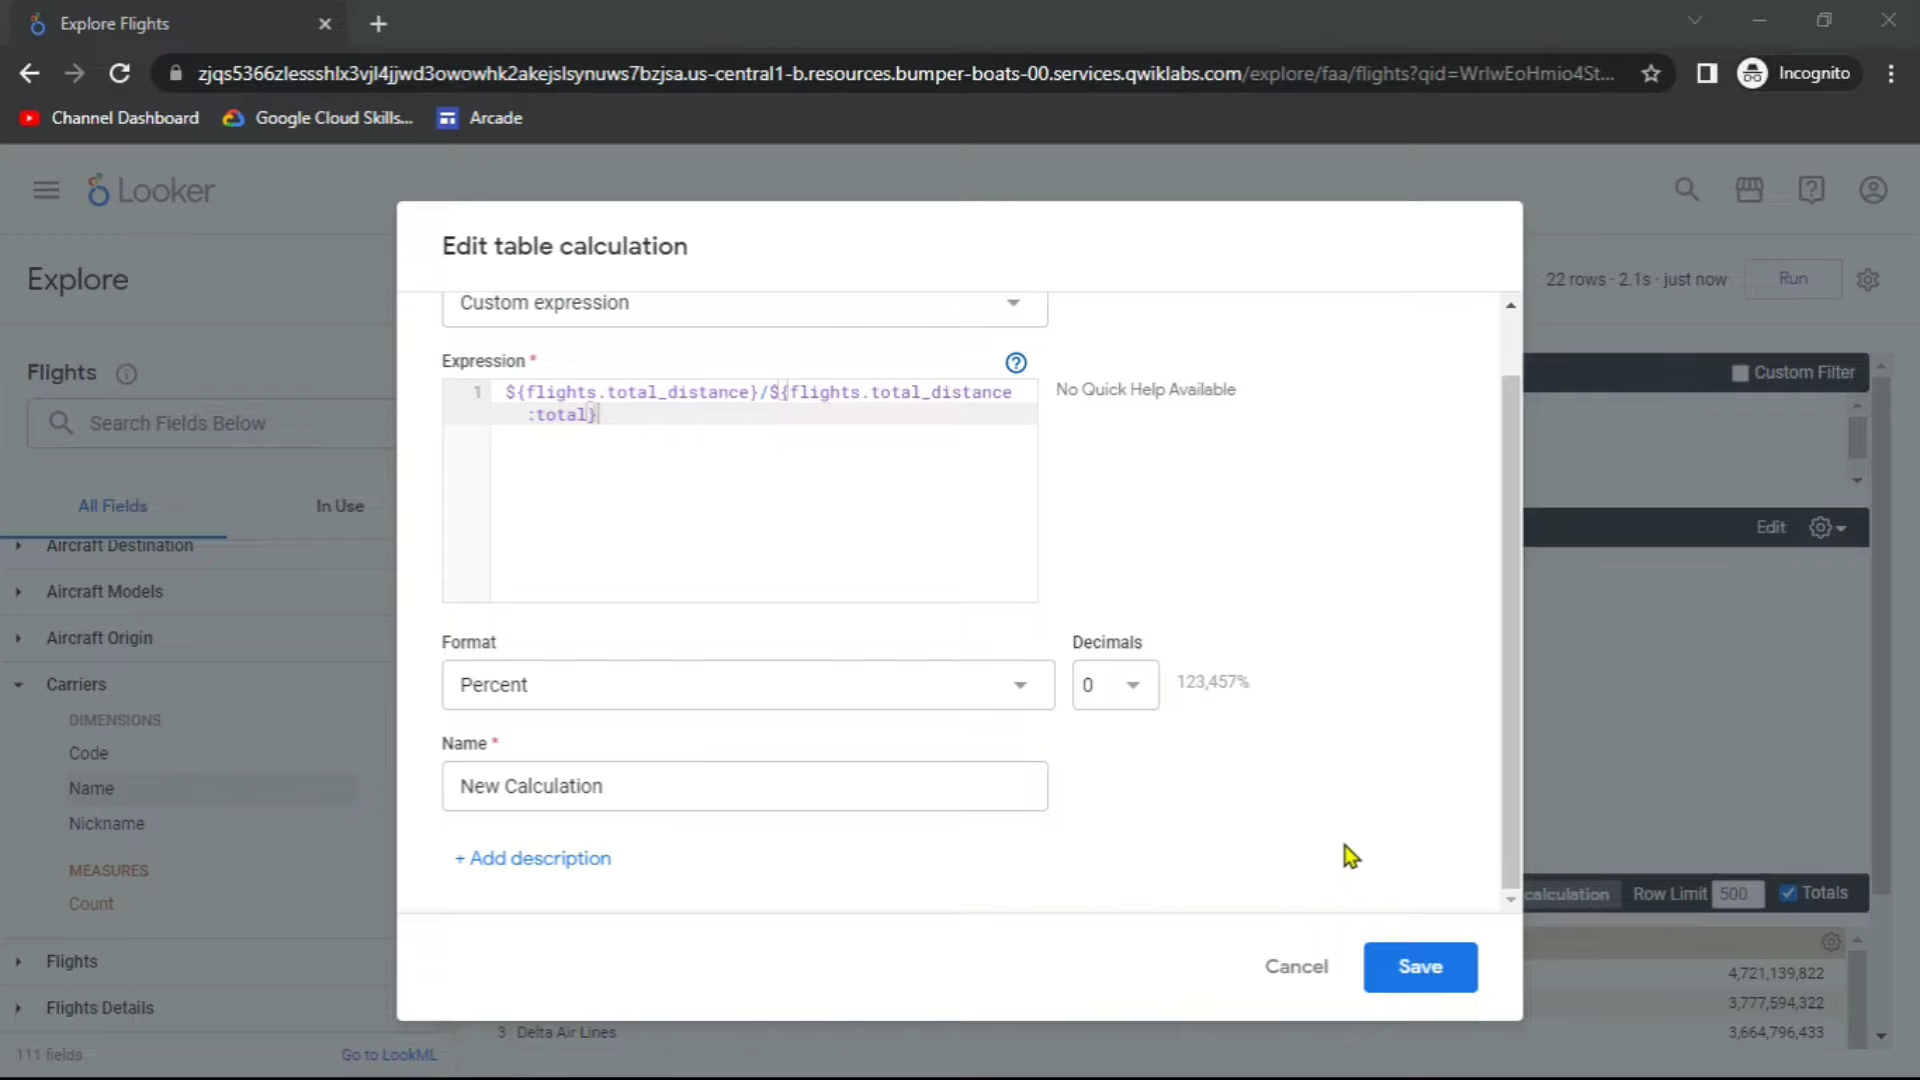 Explore Flights
zjqs5366zlessshlx3vjl4jjwd3owowhk2akejslsynuws7bzjsa.us-central1-b.resources.bumper-boats-00.services.qwiklabs.com/explore/faa/flights?qid=WrlwEoHmio4St...
Incognito
Channel Dashboard
Google Cloud Skills...
Arcade
Looker
Explore
22 rows · 2.1s · just now
Run
Flights
Custom Filter
Search Fields Below
All Fields
In Use
Edit
Aircraft Destination
Aircraft Models
Aircraft Origin
Carriers
DIMENSIONS
Code
Name
Nickname
MEASURES
Count
Flights
Flights Details
111 fields
Go to LookML
Edit table calculation
Custom expression
Expression *
1 ${flights.total_distance}/${flights.total_distance
:total}
No Quick Help Available
Format
Decimals
Percent
0
123,457%
Name *
New Calculation
+ Add description
Cancel
Save
calculation
Row Limit 500
Totals
4,721,139,822
3,777,594,322
3 Delta Air Lines
3,664,796,433